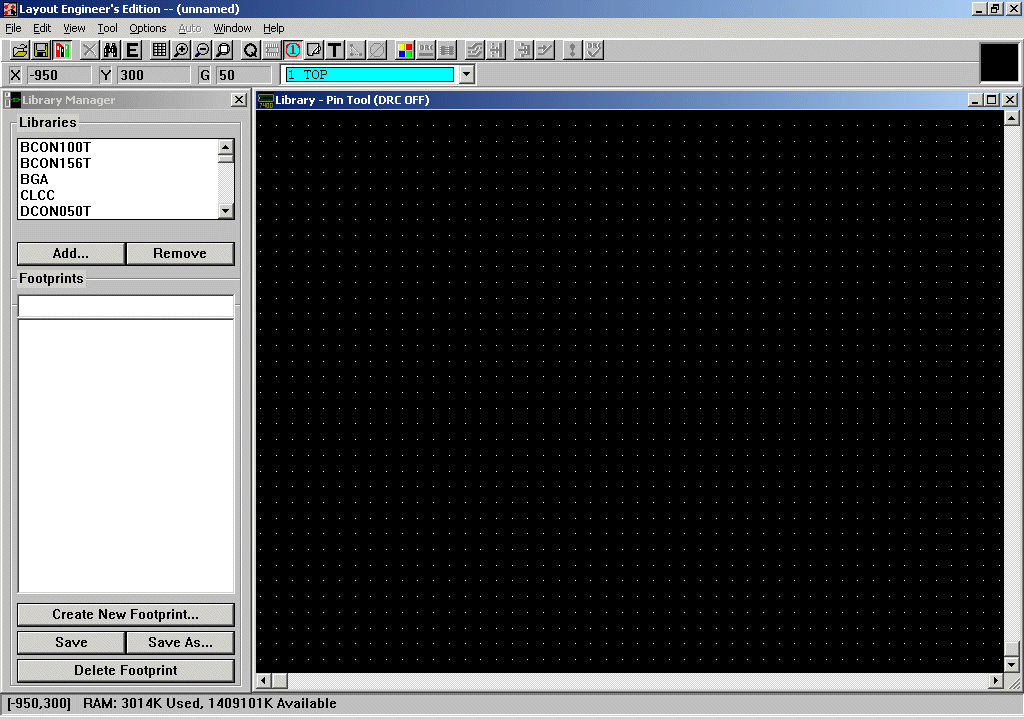 Layout Engineer's Edition -- (unnamed)
File Edit View Tool Options Auto Window Help
E Q 1 T DRC
X -950 Y 300 G 50 1 TOP
Library Manager
Library - Pin Tool (DRC OFF)
Libraries
BCON100T
BCON156T
BGA
CLCC
DCON050T
Add... Remove
Footprints
Create New Footprint...
Save Save As...
Delete Footprint
[-950,300] RAM: 3014K Used, 1409101K Available